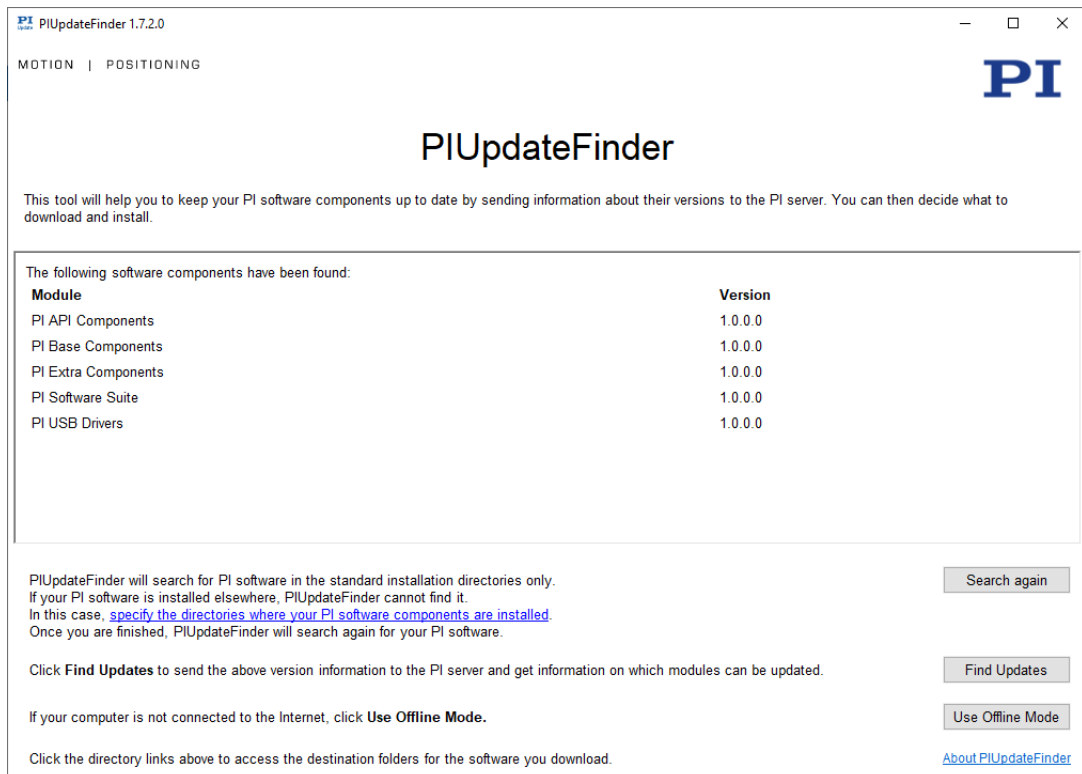 PI
Update
PIUpdateFinder 1.7.2.0
MOTION | POSITIONING
PI
PIUpdateFinder
This tool will help you to keep your PI software components up to date by sending information about their versions to the PI server. You can then decide what to
download and install.
The following software components have been found:
Module Version
PI API Components 1.0.0.0
PI Base Components 1.0.0.0
PI Extra Components 1.0.0.0
PI Software Suite 1.0.0.0
PI USB Drivers 1.0.0.0
PIUpdateFinder will search for PI software in the standard installation directories only.
If your PI software is installed elsewhere, PIUpdateFinder cannot find it.
In this case, specify the directories where your PI software components are installed.
Once you are finished, PIUpdateFinder will search again for your PI software.
Search again
Click Find Updates to send the above version information to the PI server and get information on which modules can be updated.
Find Updates
If your computer is not connected to the Internet, click Use Offline Mode.
Use Offline Mode
Click the directory links above to access the destination folders for the software you download.
About PIUpdateFinder